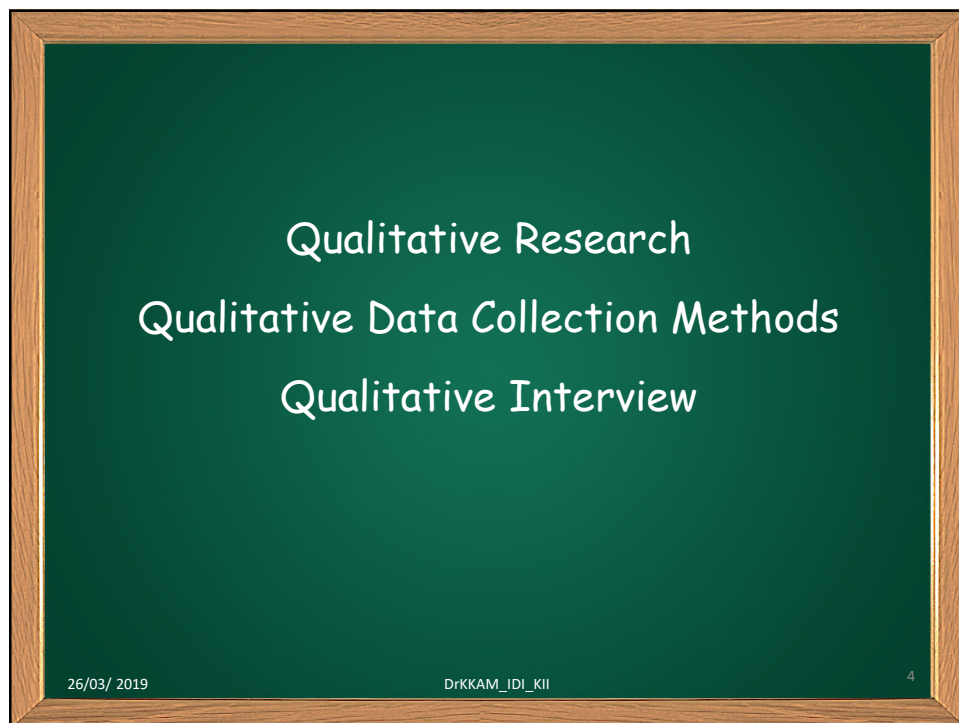 Qualitative Research
Qualitative Data Collection Methods
Qualitative Interview
26/03/ 2019 DrKKAM_IDI_KII 4